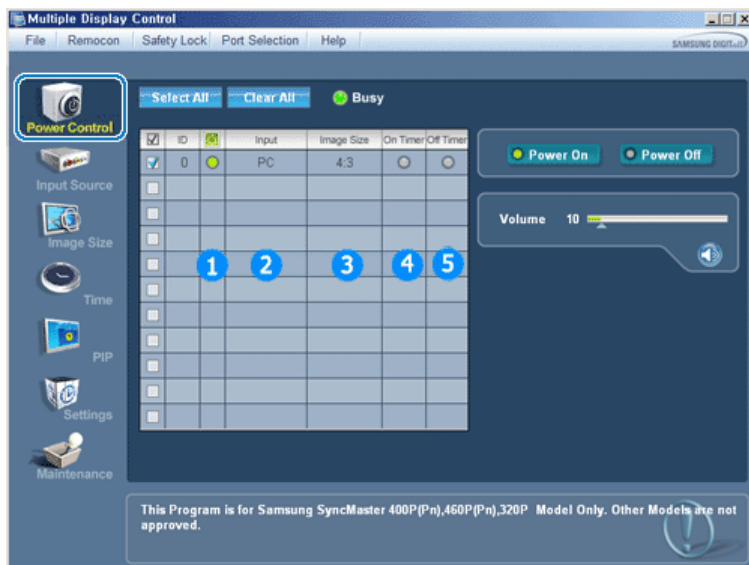 Multiple Display Control
File Remocon Safety Lock Port Selection Help
SAMSUNG DIGITall
Power Control
Input Source
Image Size
Time
PIP
Settings
Maintenance
Select All Clear All Busy
ID Input Image Size On Timer Off Timer
0 PC 4:3
1 2 3 4 5
Power On Power Off
Volume 10
This Program is for Samsung SyncMaster 400P(Pn),460P(Pn),320P Model Only. Other Models are not
approved.